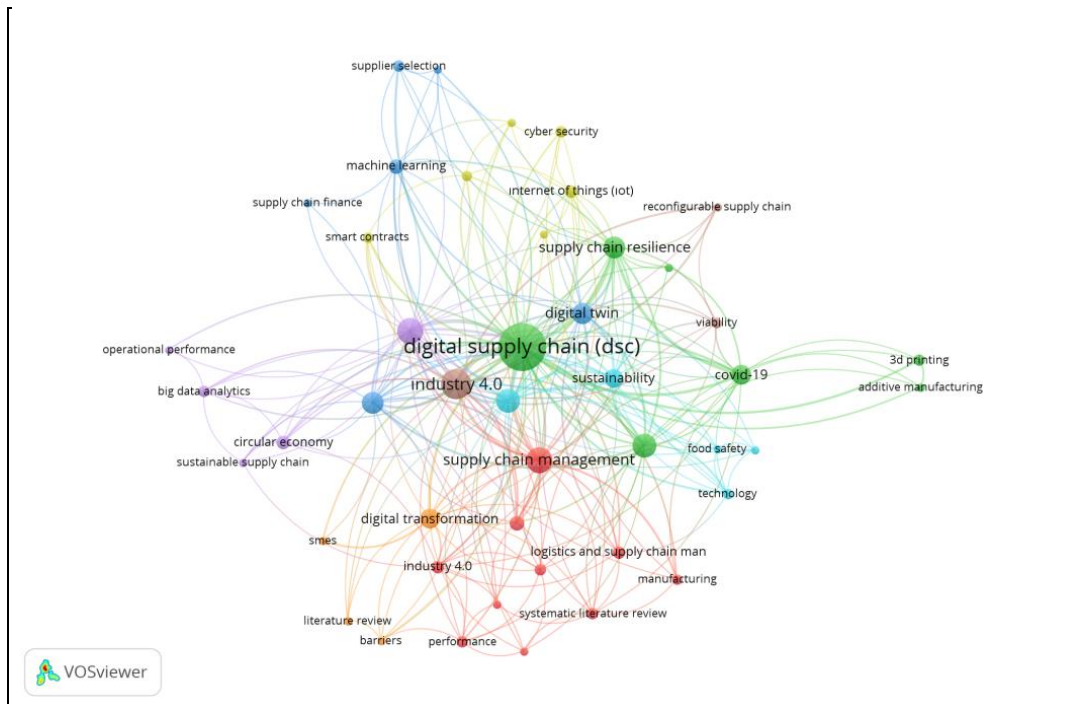 supplier selection
cyber security
machine learning
ınternet of things (ıot)
supply chain finance
reconfigurable supply chain
smart contracts
supply chain resilience
digital twin
viability
digital supply chain (dsc)
operational performance
3d printing
covid-19
sustainability
industry 4.0
additive manufacturing
big data analytics
circular economy
food safety
supply chain management
sustainable supply chain
technology
digital transformation
smes
logistics and supply chain man
industry 4.0
manufacturing
systematic literature review
literature review
barriers
performance
VOSviewer